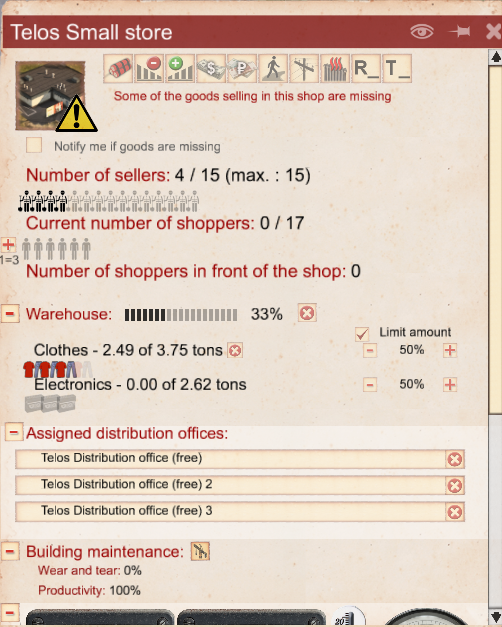 Telos Small store
R_ T_
Some of the goods selling in this shop are missing
Notify me if goods are missing
Number of sellers: 4 / 15 (max. : 15)
Current number of shoppers: 0 / 17
1=3
Number of shoppers in front of the shop: 0
Warehouse: 33%
Limit amount
Clothes - 2.49 of 3.75 tons 50%
Electronics - 0.00 of 2.62 tons 50%
Assigned distribution offices:
Telos Distribution office (free)
Telos Distribution office (free) 2
Telos Distribution office (free) 3
Building maintenance:
Wear and tear: 0%
Productivity: 100%
20